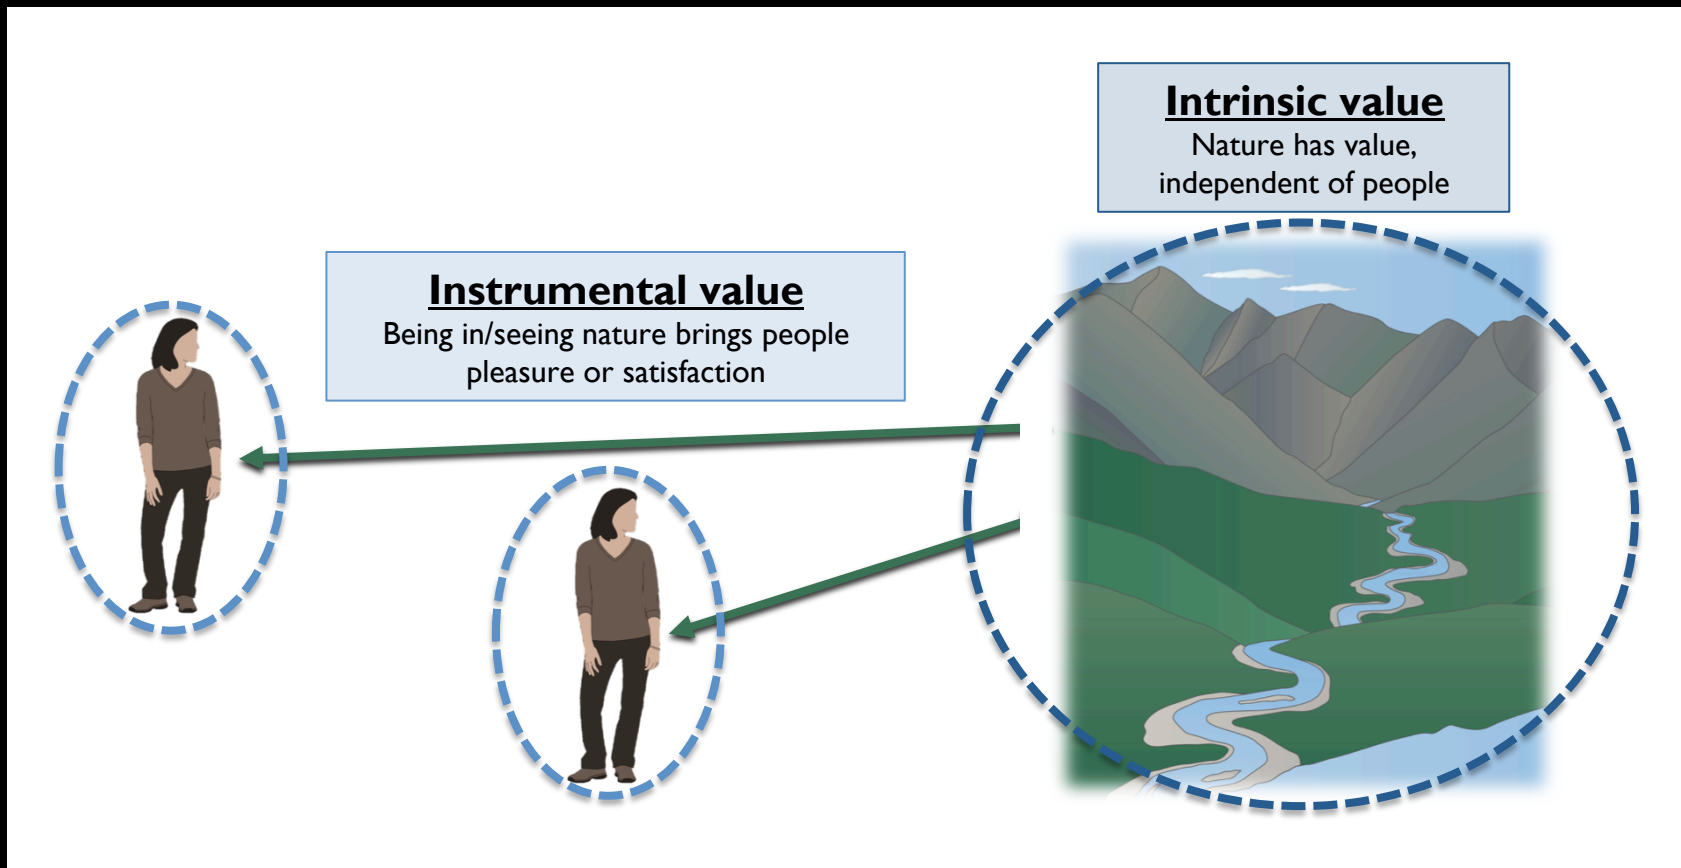 Intrinsic value
Nature has value,
independent of people
Instrumental value
Being in/seeing nature brings people
pleasure or satisfaction